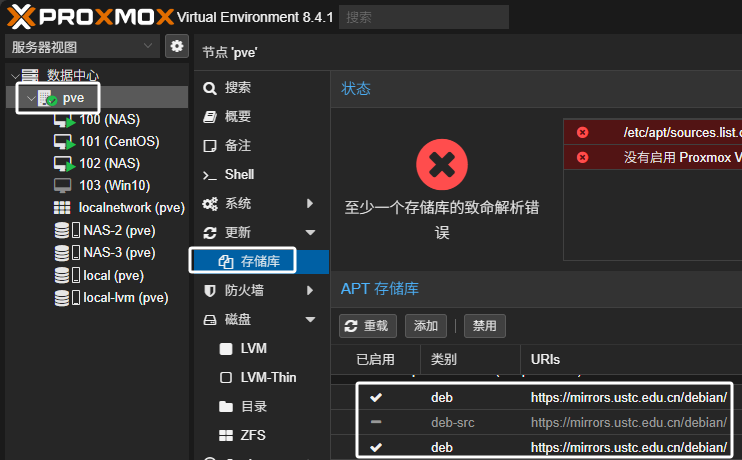 PROXMOX Virtual Environment 8.4.1 搜索
服务器视图
节点 'pve'
数据中心
pve
100 (NAS)
101 (CentOS)
102 (NAS)
103 (Win10)
localnetwork (pve)
NAS-2 (pve)
NAS-3 (pve)
local (pve)
local-lvm (pve)
搜索
概要
备注
Shell
系统
更新
存储库
防火墙
磁盘
LVM
LVM-Thin
目录
ZFS
状态
至少一个存储库的致命解析错
误
/etc/apt/sources.list.
没有启用 Proxmox V
APT 存储库
重载 添加 禁用
已启用 类别 URIs
deb https://mirrors.ustc.edu.cn/debian/
deb-src https://mirrors.ustc.edu.cn/debian/
deb https://mirrors.ustc.edu.cn/debian/